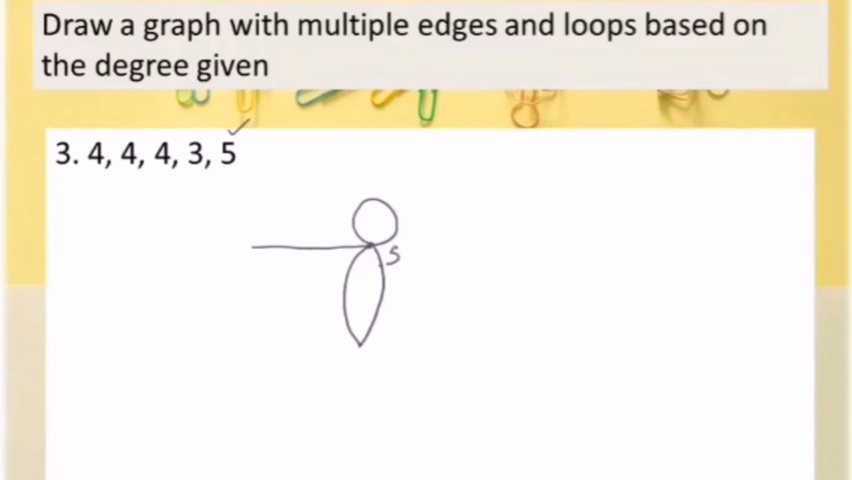 Draw a graph with multiple edges and loops based on
the degree given
3. 4, 4, 4, 3, 5
5